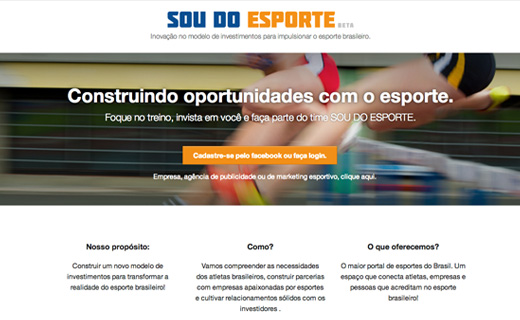 SOU DO ESPORTE BETA
Inovação no modelo de investimentos para impulsionar o esporte brasileiro.
Construindo oportunidades com o esporte.
Foque no treino, invista em você e faça parte do time SOU DO ESPORTE.
Cadastre-se pelo facebook ou faça login.
Empresa, agência de publicidade ou de marketing esportivo, clique aqui.
Nosso propósito:
Construir um novo modelo de
investimentos para transformar a
realidade do esporte brasileiro!
Como?
Vamos compreender as necessidades
dos atletas brasileiros, construir parcerias
com empresas apaixonadas por esportes
e cultivar relacionamentos sólidos com os
investidores .
O que oferecemos?
O maior portal de esportes do Brasil. Um
espaço que conecta atletas, empresas e
pessoas que acreditam no esporte
brasileiro!